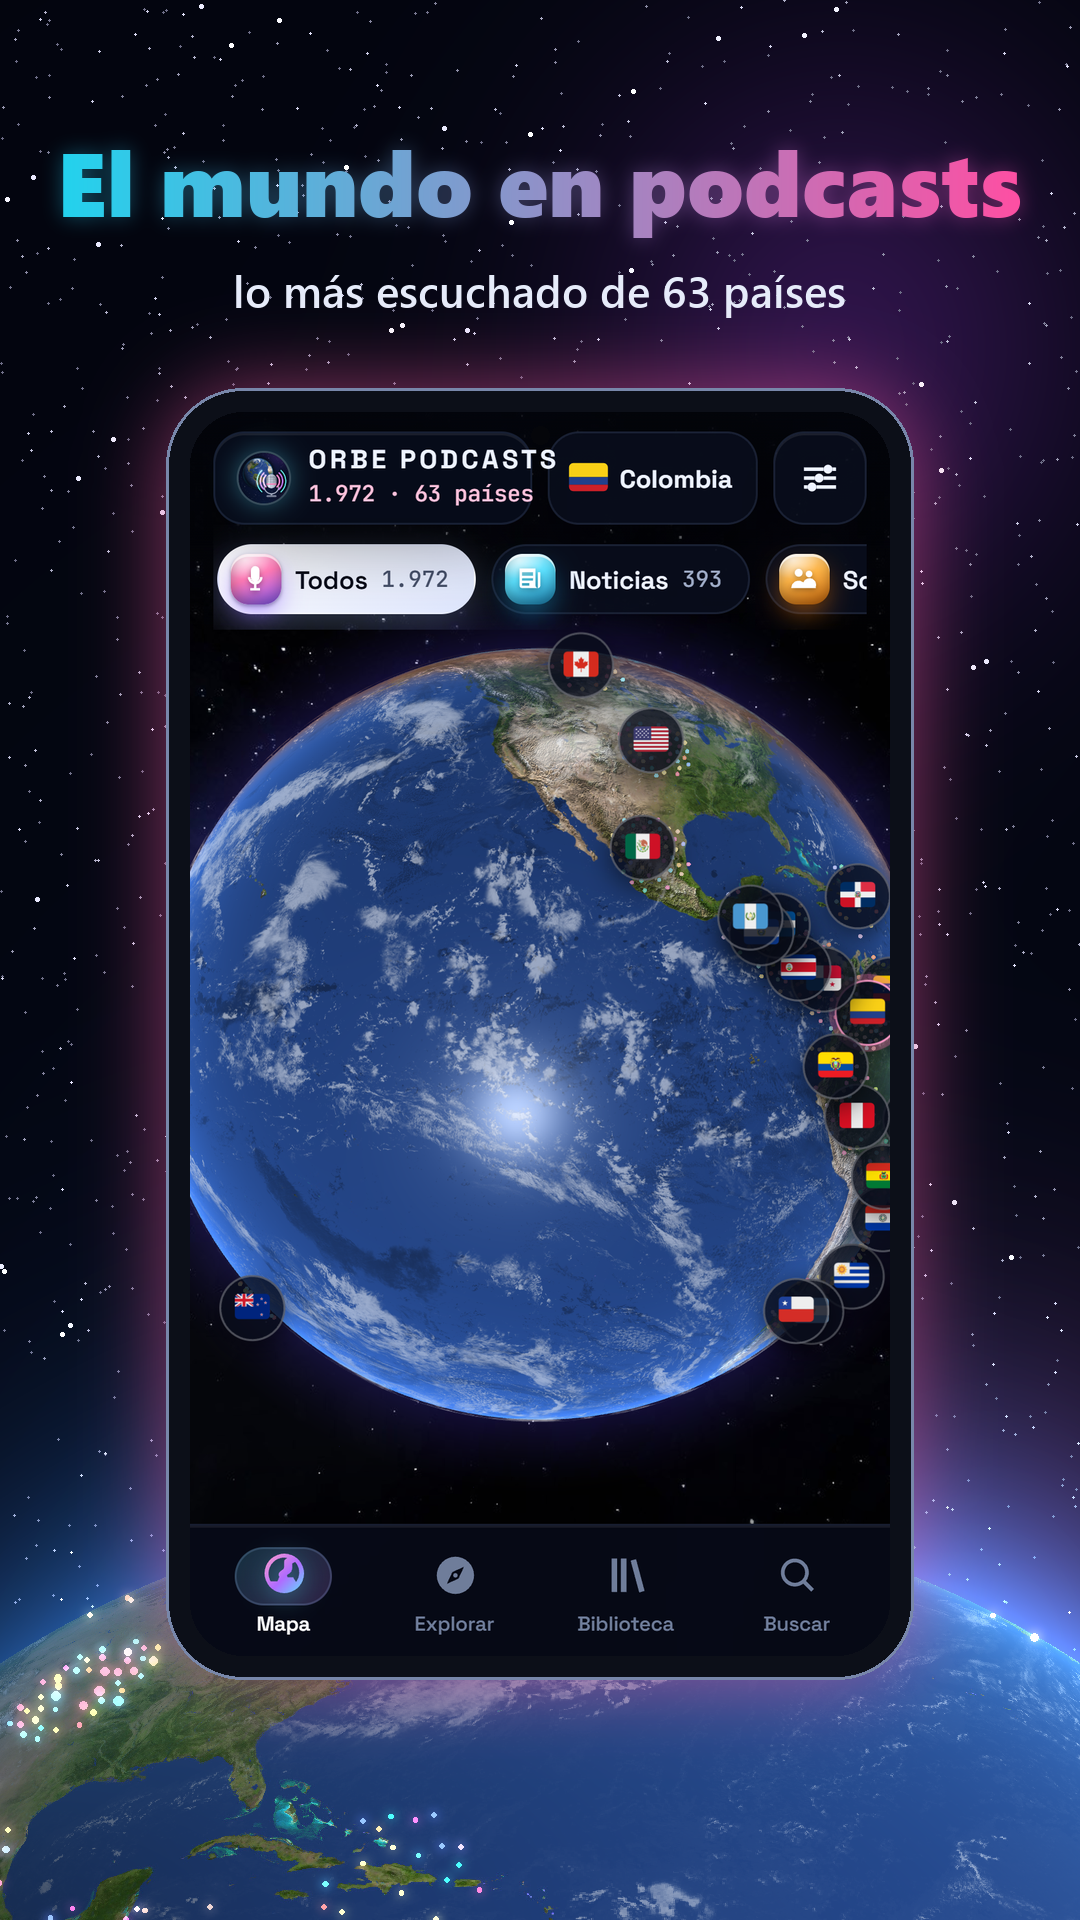 El mundo en podcasts
lo más escuchado de 63 países
ORBE PODCASTS
1.972 · 63 países
Colombia
Todos 1.972
Noticias 393
Sc
Mapa
Explorar
Biblioteca
Buscar